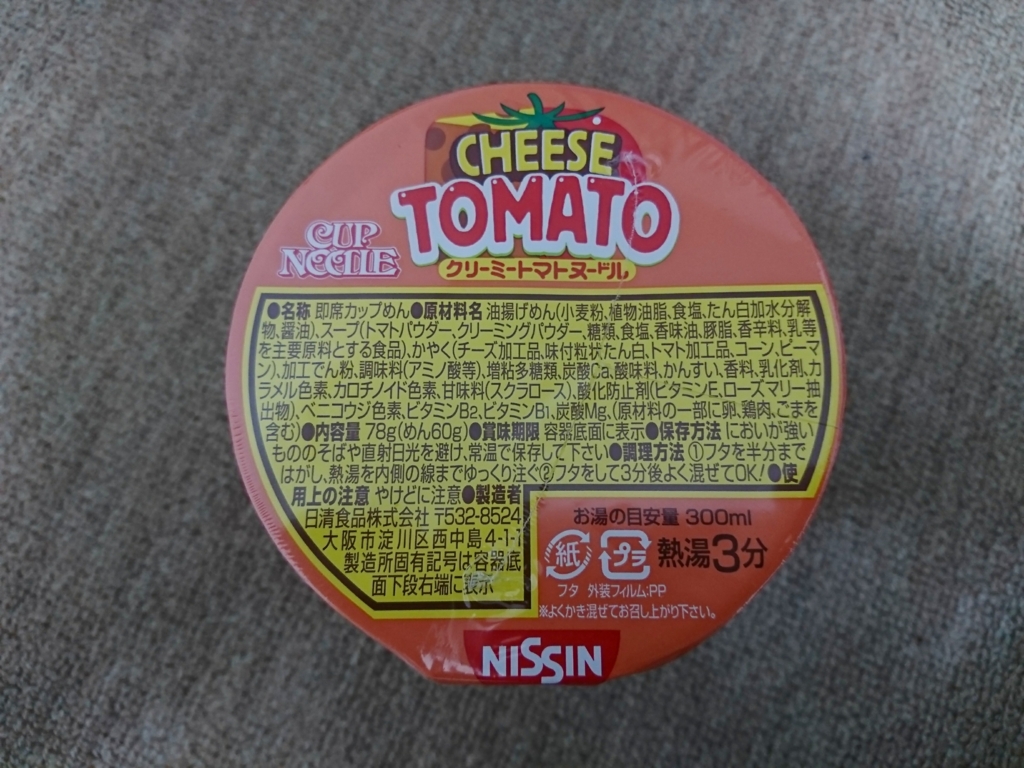 CHEESE
TOMATO
CUP
NOODLE
クリーミートマトヌードル
●名称 即席カップめん●原材料名 油揚げめん(小麦粉、植物油脂、食塩、たん白加水分解
物、醤油)、スープ(トマトパウダー、クリーミングパウダー、糖類、食塩、香味油、豚脂、香辛料、乳等
を主要原料とする食品)、かやく(チーズ加工品、味付粒状たん白、トマト加工品、コーン、ピーマ
ン)、加工でん粉、調味料(アミノ酸等)、増粘多糖類、炭酸Ca、酸味料、かんすい、香料、乳化剤、カ
ラメル色素、カロチノイド色素、甘味料(スクラロース)、酸化防止剤(ビタミンE、ローズマリー抽
出物)、ベニコウジ色素、ビタミンB2、ビタミンB1、炭酸Mg、(原材料の一部に卵、鶏肉、ごまを
含む)●内容量 78g(めん60g)●賞味期限 容器底面に表示●保存方法 においが強い
もののそばや直射日光を避け、常温で保存して下さい●調理方法 ①フタを半分まで
はがし、熱湯を内側の線までゆっくり注ぐ②フタをして3分後よく混ぜてOK!●使
用上の注意 やけどに注意●製造者
日清食品株式会社 〒532-8524
大阪市淀川区西中島4-1-1
製造所固有記号は容器底
面下段右端に表示
お湯の目安量 300ml
紙 プラ 熱湯3分
フタ 外装フィルム:PP
※よくかき混ぜてお召し上がり下さい。
NISSIN